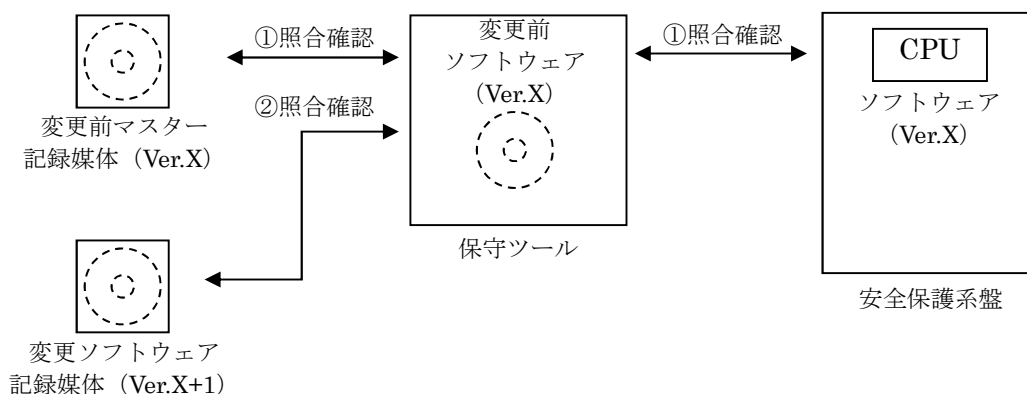 ①照合確認
②照合確認
変更前マスター
記録媒体（Ver.X）
変更ソフトウェア
記録媒体（Ver.X+1）
変更前
ソフトウェア
（Ver.X）
保守ツール
①照合確認
CPU
ソフトウェア
（Ver.X）
安全保護系盤